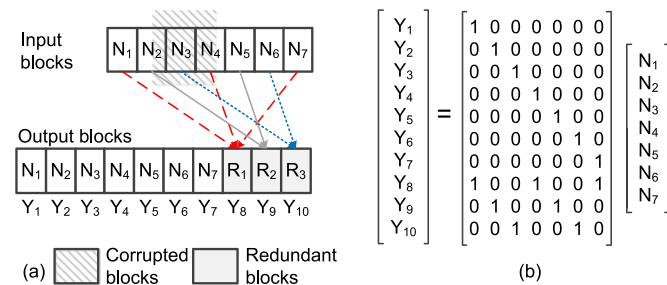 Input blocks
N1 N2 N3 N4 N5 N6 N7
Output blocks
N1 N2 N3 N4 N5 N6 N7 R1 R2 R3
Y1 Y2 Y3 Y4 Y5 Y6 Y7 Y8 Y9 Y10
(a)
Corrupted blocks
Redundant blocks
Y1
Y2
Y3
Y4
Y5
Y6
Y7
Y8
Y9
Y10
=
1 0 0 0 0 0 0
0 1 0 0 0 0 0
0 0 1 0 0 0 0
0 0 0 1 0 0 0
0 0 0 0 1 0 0
0 0 0 0 0 1 0
0 0 0 0 0 0 1
1 0 0 1 0 0 1
0 1 0 0 1 0 0
0 0 1 0 0 1 0
N1
N2
N3
N4
N5
N6
N7
(b)